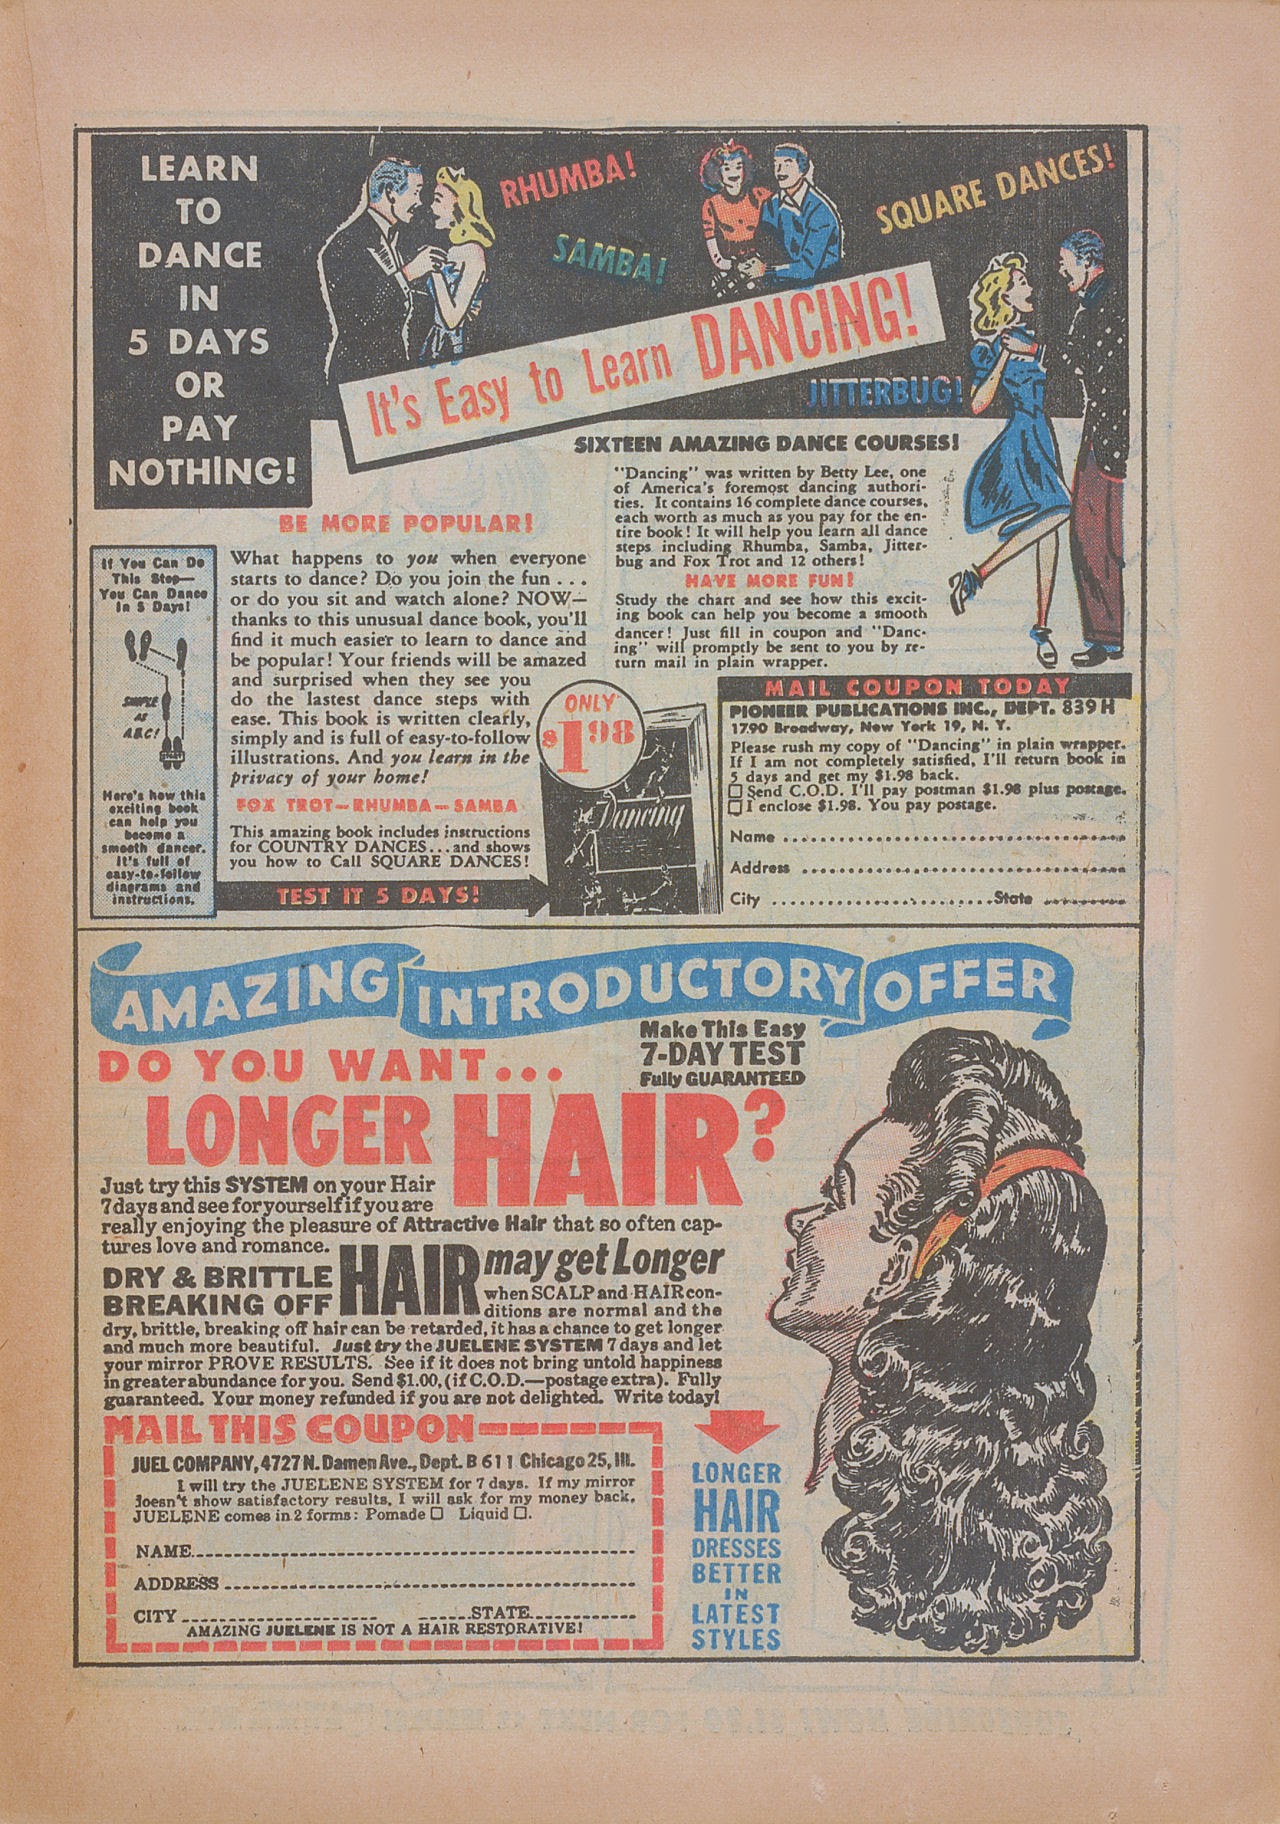 LEARN
TO
DANCE
IN
5 DAYS
OR
PAY
NOTHING!
RHUMBA!
SAMBA!
SQUARE DANCES!
JITTERBUG!
It's Easy to Learn DANCING!
BE MORE POPULAR!
What happens to you when everyone
starts to dance? Do you join the fun . . .
or do you sit and watch alone? NOW—
thanks to this unusual dance book, you'll
find it much easier to learn to dance and
be popular! Your friends will be amazed
and surprised when they see you
do the lastest dance steps with
ease. This book is written clearly,
simply and is full of easy-to-follow
illustrations. And you learn in the
privacy of your home!
FOX TROT—RHUMBA—SAMBA
This amazing book includes instructions
for COUNTRY DANCES...and shows
you how to Call SQUARE DANCES!
TEST IT 5 DAYS!
If You Can Do
This Step—
You Can Dance
In 5 Days!
SIMPLE
AS
A.B.C!
START
Here's how this
exciting book
can help you
become a
smooth dancer.
It's full of
easy-to-follow
diagrams and
instructions.
SIXTEEN AMAZING DANCE COURSES!
"Dancing" was written by Betty Lee, one
of America's foremost dancing authori-
ties. It contains 16 complete dance courses,
each worth as much as you pay for the en-
tire book! It will help you learn all dance
steps including Rhumba, Samba, Jitter-
bug and Fox Trot and 12 others!
HAVE MORE FUN!
Study the chart and see how this excit-
ing book can help you become a smooth
dancer! Just fill in coupon and "Danc-
ing" will promptly be sent to you by re-
turn mail in plain wrapper.
ONLY
$1.98
Dancing
MAIL COUPON TODAY
PIONEER PUBLICATIONS INC., DEPT. 839 H
1790 Broadway, New York 19, N. Y.
Please rush my copy of "Dancing" in plain wrapper.
If I am not completely satisfied, I'll return book in
5 days and get my $1.98 back.
☐ Send C.O.D. I'll pay postman $1.98 plus postage.
☐ I enclose $1.98. You pay postage.
Name
Address
City State
AMAZING INTRODUCTORY OFFER
Make This Easy
7-DAY TEST
Fully GUARANTEED
DO YOU WANT...
LONGER HAIR?
Just try this SYSTEM on your Hair
7 days and see for yourself if you are
really enjoying the pleasure of Attractive Hair that so often cap-
tures love and romance.
DRY & BRITTLE
BREAKING OFF
HAIR may get Longer
when SCALP and HAIR con-
ditions are normal and the
dry, brittle, breaking off hair can be retarded, it has a chance to get longer
and much more beautiful. Just try the JUELENE SYSTEM 7 days and let
your mirror PROVE RESULTS. See if it does not bring untold happiness
in greater abundance for you. Send $1.00, (if C.O.D.—postage extra). Fully
guaranteed. Your money refunded if you are not delighted. Write today!
MAIL THIS COUPON
JUEL COMPANY, 4727 N. Damen Ave., Dept. B 611 Chicago 25, Ill.
I will try the JUELENE SYSTEM for 7 days. If my mirror
doesn't show satisfactory results, I will ask for my money back.
JUELENE comes in 2 forms: Pomade ☐ Liquid ☐.
NAME
ADDRESS
CITY STATE
AMAZING JUELENE IS NOT A HAIR RESTORATIVE!
LONGER
HAIR
DRESSES
BETTER
IN
LATEST
STYLES